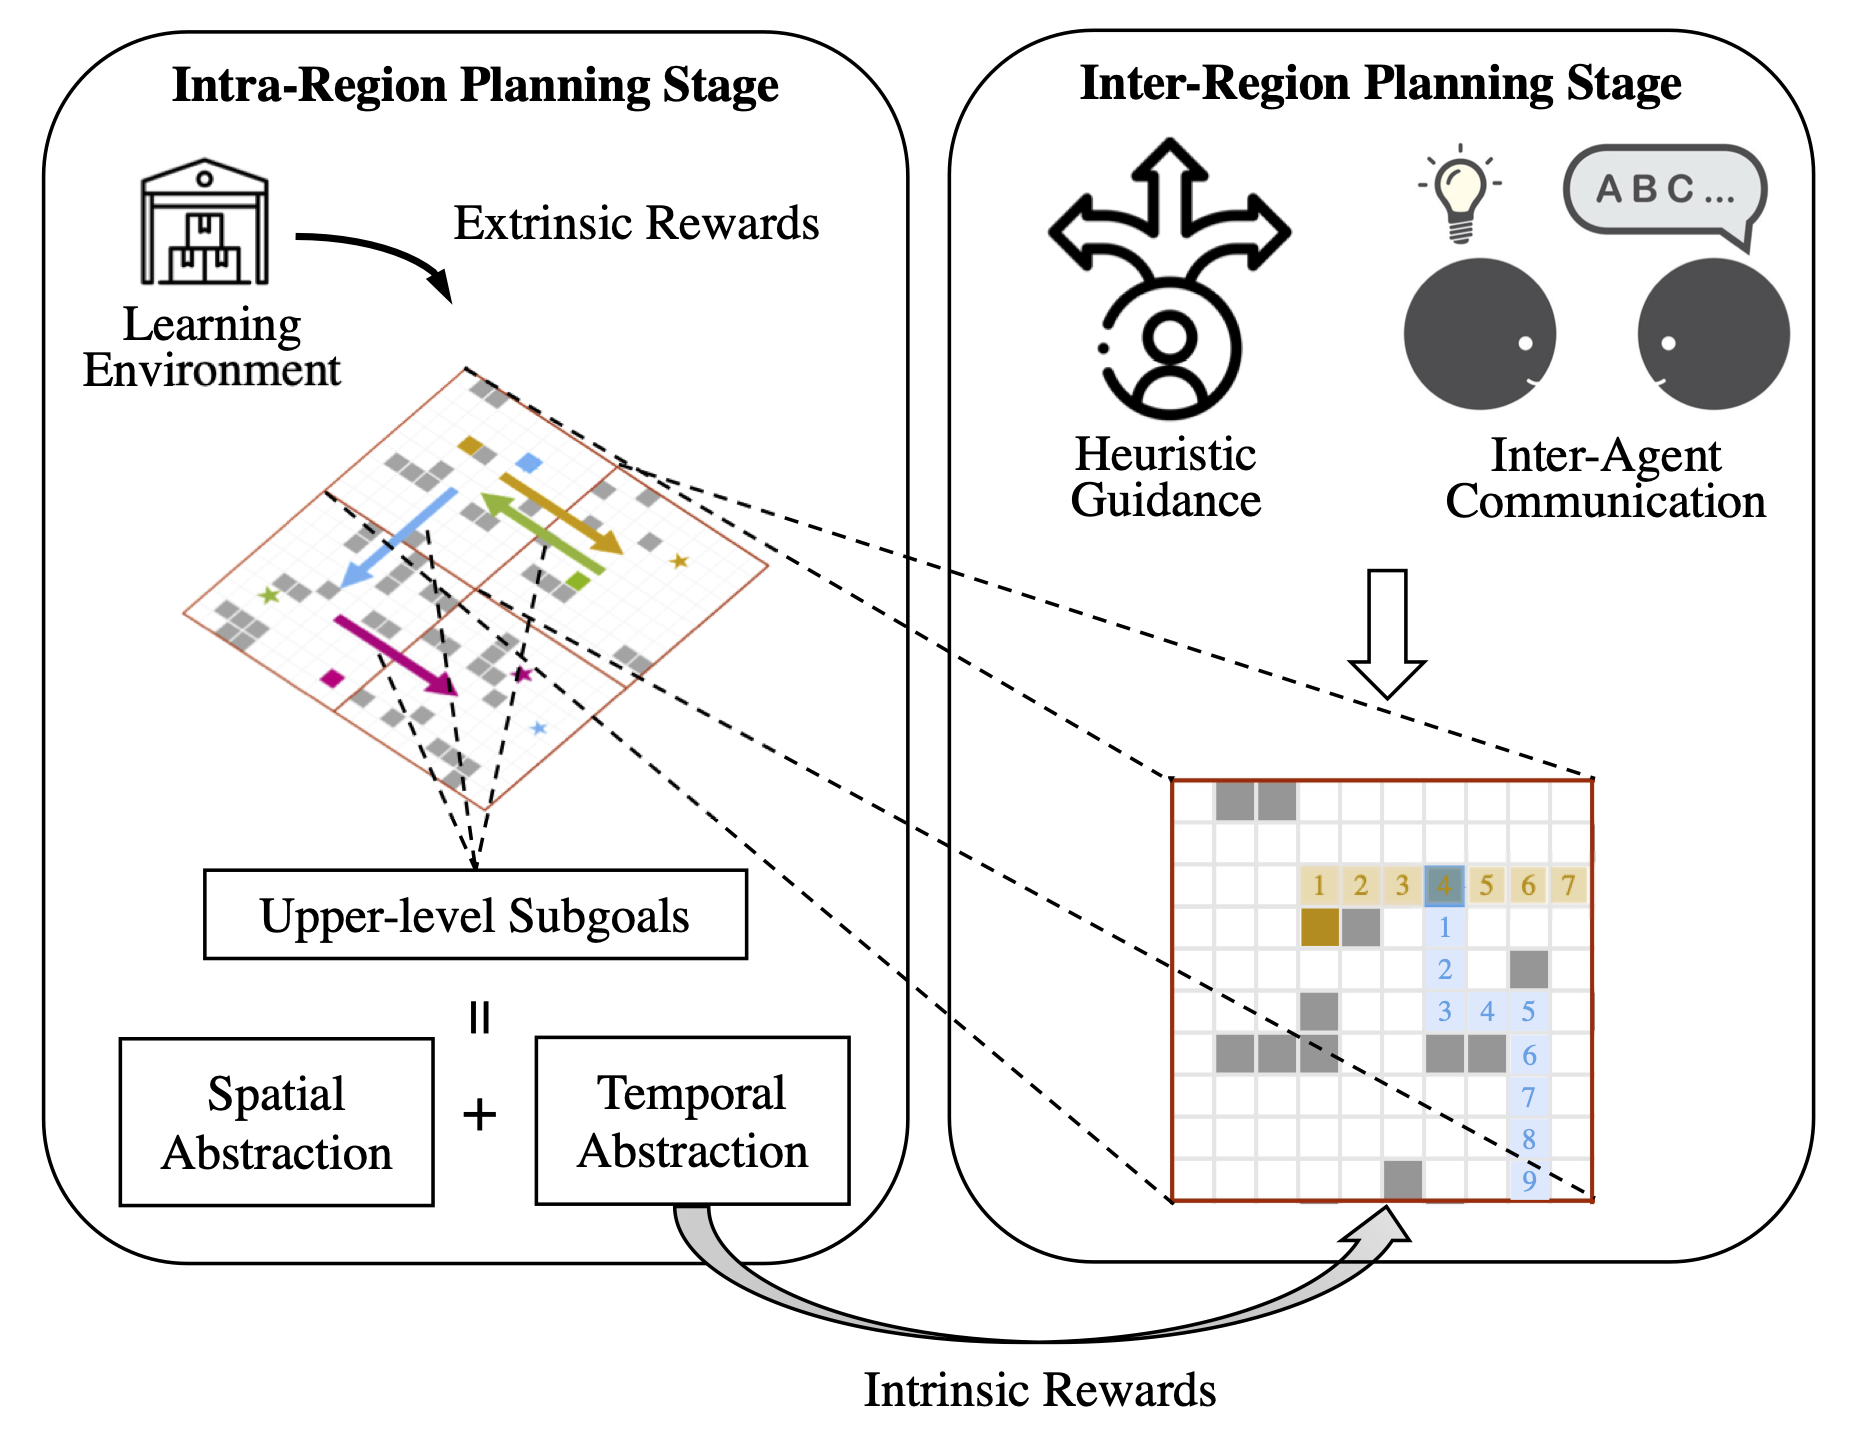 Intra-Region Planning Stage
Extrinsic Rewards
Learning
Environment
Upper-level Subgoals
=
Spatial
Abstraction
+
Temporal
Abstraction
Inter-Region Planning Stage
A B C ...
Heuristic
Guidance
Inter-Agent
Communication
1 2 3 4 5 6 7
1
2
3 4 5
6
7
8
9
Intrinsic Rewards